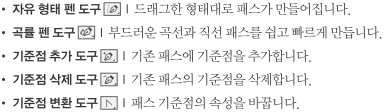 • 자유 형태 펜 도구 | 드래그한 형태대로 패스가 만들어집니다.
• 곡률 펜 도구 | 부드러운 곡선과 직선 패스를 쉽고 빠르게 만듭니다.
• 기준점 추가 도구 | 기존 패스에 기준점을 추가합니다.
• 기준점 삭제 도구 | 기존 패스의 기준점을 삭제합니다.
• 기준점 변환 도구 | 패스 기준점의 속성을 바꿉니다.